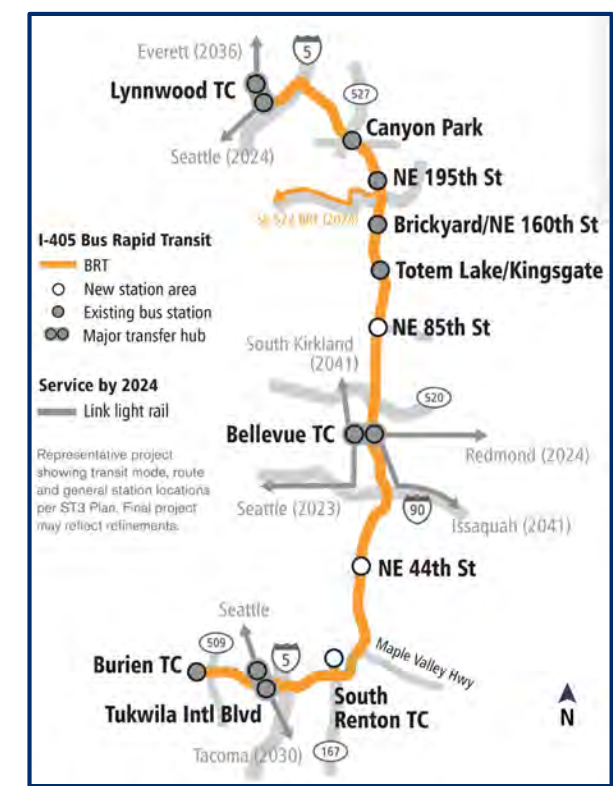 Everett (2036)
5
Lynnwood TC
527
Canyon Park
Seattle (2024)
NE 195th St
SR 522 BRT (2024)
Brickyard/NE 160th St
I-405 Bus Rapid Transit
BRT
New station area
Existing bus station
Major transfer hub
Totem Lake/Kingsgate
NE 85th St
South Kirkland
(2041)
Service by 2024
Link light rail
520
Bellevue TC
Redmond (2024)
Representative project
showing transit mode, route
and general station locations
per ST3 Plan. Final project
may reflect refinements.
Seattle (2023)
90
Issaquah (2041)
NE 44th St
Seattle
509
5
Maple Valley Hwy
Burien TC
Tukwila Intl Blvd
South
Renton TC
N
Tacoma (2030)
167